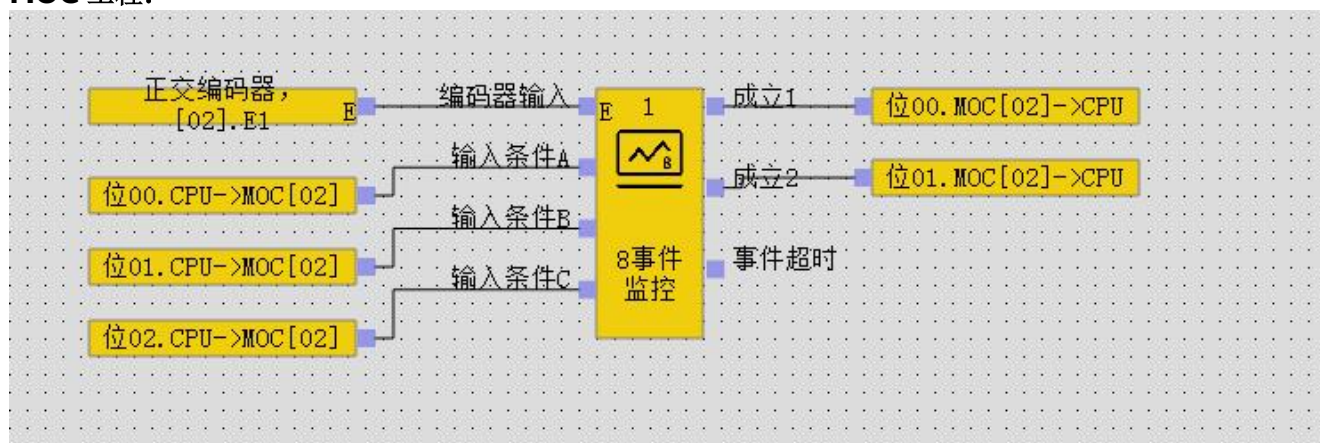 正交编码器，
[02].E1
E
编码器输入
E
1
成立1
位00.MOC[02]->CPU
位00.CPU->MOC[02]
输入条件A
B
成立2
位01.MOC[02]->CPU
位01.CPU->MOC[02]
输入条件B
8事件
监控
事件超时
位02.CPU->MOC[02]
输入条件C